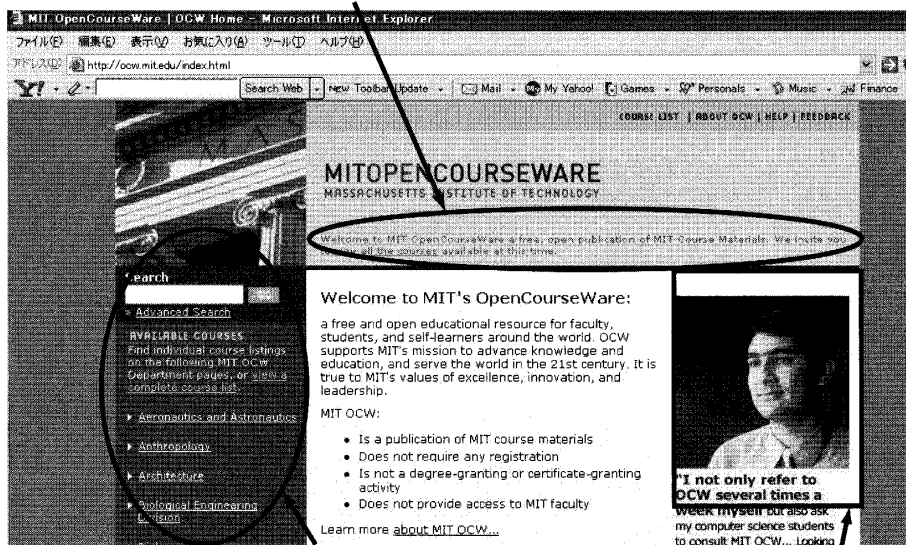 MIT OpenCourseWare | OCW Home - Microsoft Internet Explorer
ファイル(F) 編集(E) 表示(V) お気に入り(A) ツール(T) ヘルプ(H)
アドレス(D) http://ocw.mit.edu/index.html
Y! Search Web NEW Toolbar Update Mail My Yahoo! Games Personals Music Finance
COURSE LIST | ABOUT OCW | HELP | FEEDBACK
MITOPENCOURSEWARE
MASSACHUSETTS INSTITUTE OF TECHNOLOGY
Welcome to MIT OpenCourseWare a free, open publication of MIT Course Materials. We invite you
all the courses available at this time.
Search
» Advanced Search
AVAILABLE COURSES
Find individual course listings
on the following MIT OCW
Department pages, or view a
complete course list.
Aeronautics and Astronautics
Anthropology
Architecture
Biological Engineering
Division
Welcome to MIT's OpenCourseWare:
a free and open educational resource for faculty,
students, and self-learners around the world. OCW
supports MIT's mission to advance knowledge and
education, and serve the world in the 21st century. It is
true to MIT's values of excellence, innovation, and
leadership.
MIT OCW:
• Is a publication of MIT course materials
• Does not require any registration
• Is not a degree-granting or certificate-granting
activity
• Does not provide access to MIT faculty
Learn more about MIT OCW...
"I not only refer to
OCW several times a
week myself but also ask
my computer science students
to consult MIT OCW... Looking